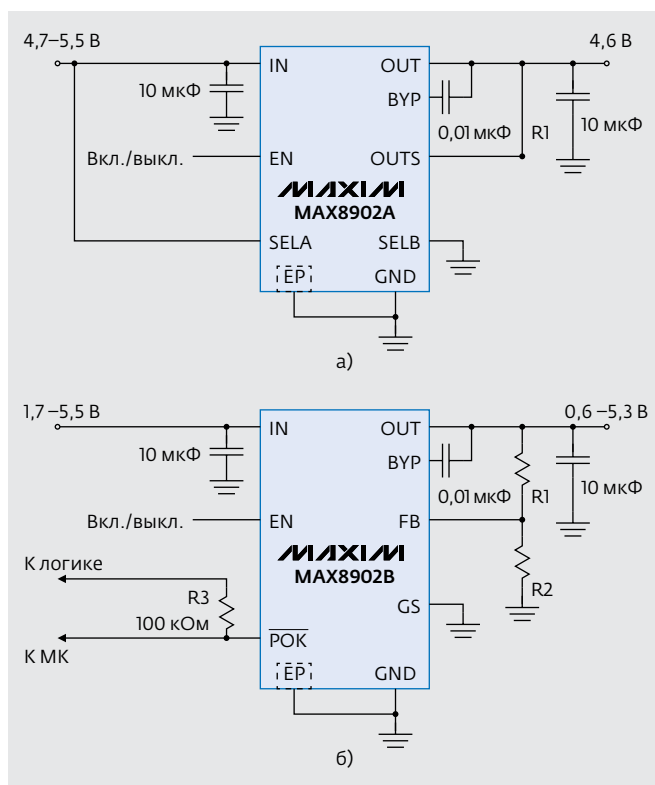 4,7–5,5 В
4,6 В
IN
OUT
10 мкФ
BYP
0,01 мкФ
R1
10 мкФ
Вкл./выкл.
EN
OUTS
MAXIM
MAX8902A
SELA
SELB
EP
GND
а)
1,7–5,5 В
0,6–5,3 В
IN
OUT
10 мкФ
BYP
0,01 мкФ
R1
10 мкФ
Вкл./выкл.
EN
FB
К логике
MAXIM
MAX8902B
R3
R2
100 кОм
GS
POK
К МК
EP
GND
б)